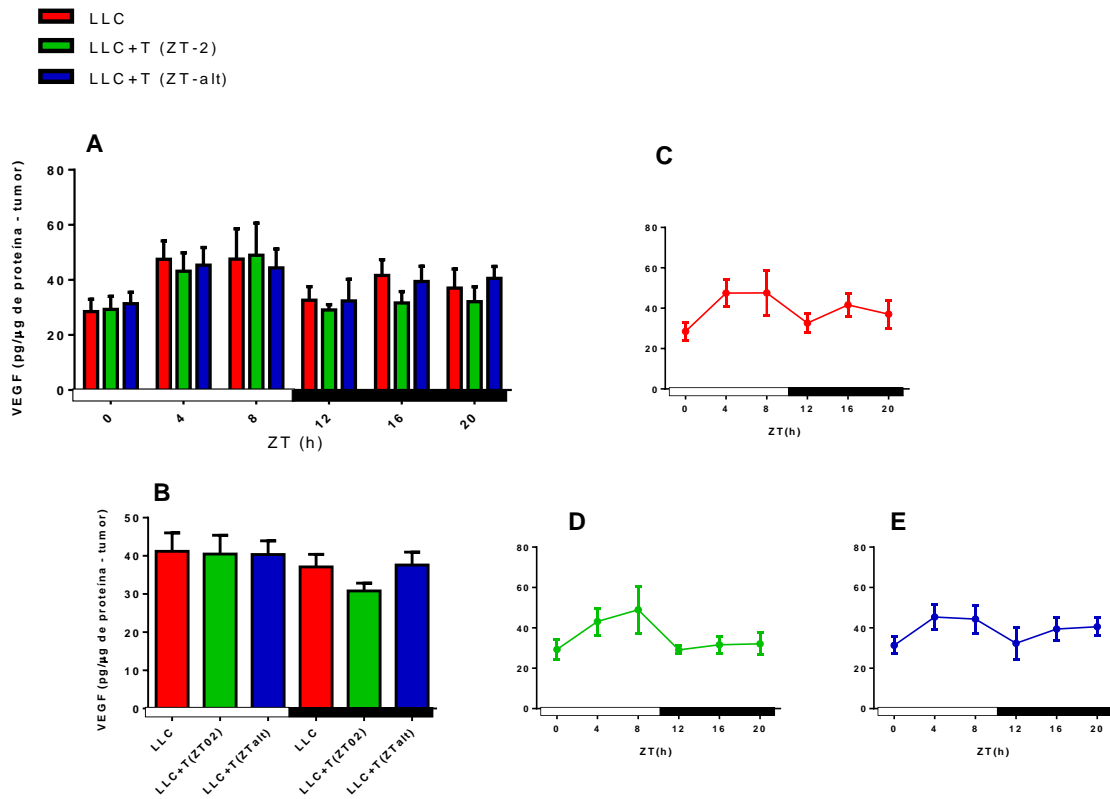 LLC
LLC+T (ZT-2)
LLC+T (ZT-alt)
A
VEGF (pg/μg de proteína - tumor)
80
60
40
20
0
0 4 8 12 16 20
ZT (h)
C
80
60
40
20
0
0 4 8 12 16 20
ZT(h)
B
VEGF (pg/μg de proteína - tumor)
50
40
30
20
10
0
LLC LLC+T(ZT02) LLC+T(ZTalt) LLC LLC+T(ZT02) LLC+T(ZTalt)
D
80
60
40
20
0
0 4 8 12 16 20
ZT(h)
E
80
60
40
20
0
0 4 8 12 16 20
ZT(h)